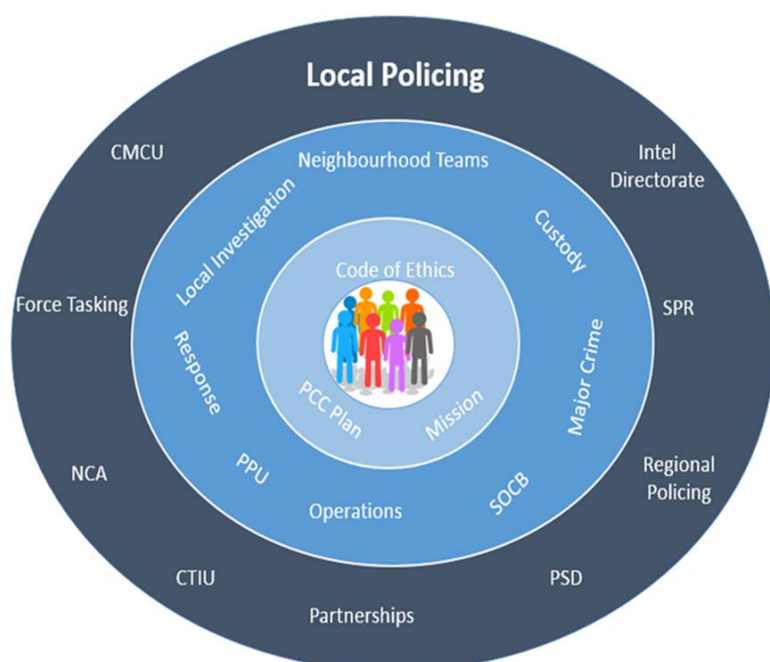 Local Policing
CMCU
Intel
Directorate
Force Tasking
SPR
NCA
Regional
Policing
CTIU
PSD
Partnerships
Neighbourhood Teams
Local Investigation
Custody
Response
Major Crime
PPU
SOCB
Operations
Code of Ethics
PCC Plan
Mission